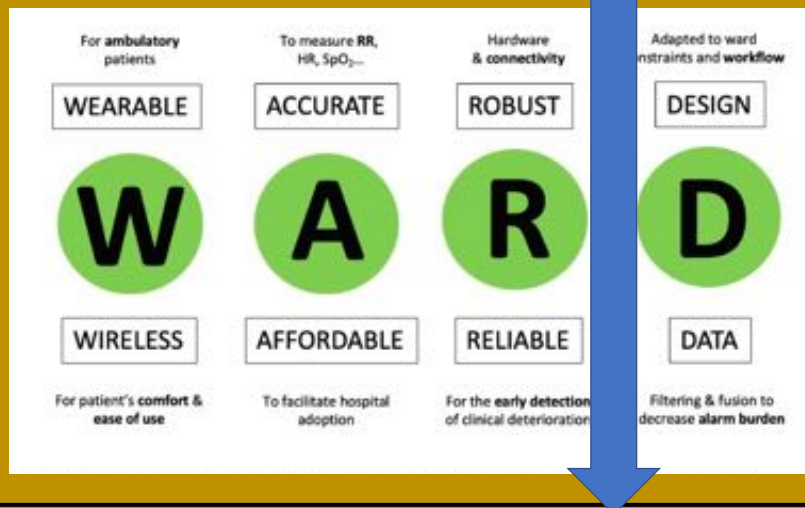 For ambulatory
patients
WEARABLE
W
WIRELESS
For patient's comfort &
ease of use
To measure RR,
HR, SpO₂...
ACCURATE
A
AFFORDABLE
To facilitate hospital
adoption
Hardware
& connectivity
ROBUST
R
RELIABLE
For the early detection
of clinical deterioration
Adapted to ward
nstraints and workflow
DESIGN
D
DATA
Filtering & fusion to
decrease alarm burden